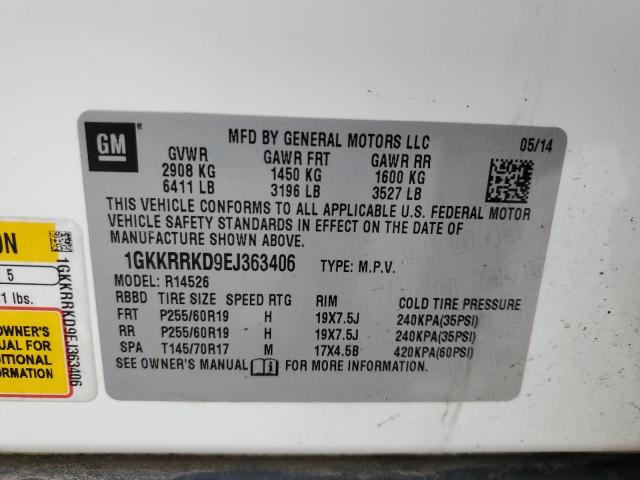 GM
®
MFD BY GENERAL MOTORS LLC
05/14
GVWR GAWR FRT GAWR RR
2908 KG 1450 KG 1600 KG
6411 LB 3196 LB 3527 LB
THIS VEHICLE CONFORMS TO ALL APPLICABLE U.S. FEDERAL MOTOR
VEHICLE SAFETY STANDARDS IN EFFECT ON THE DATE OF
MANUFACTURE SHOWN ABOVE.
1GKKRRKD9EJ363406 TYPE: M.P.V.
MODEL: R14526
RBBD TIRE SIZE SPEED RTG RIM COLD TIRE PRESSURE
FRT P255/60R19 H 19X7.5J 240KPA(35PSI)
RR P255/60R19 H 19X7.5J 240KPA(35PSI)
SPA T145/70R17 M 17X4.5B 420KPA(60PSI)
SEE OWNER'S MANUAL FOR MORE INFORMATION.
ON
5
1 lbs.
OWNER'S
UAL FOR
DITIONAL
RMATION
1GKKRRKD9EJ363406